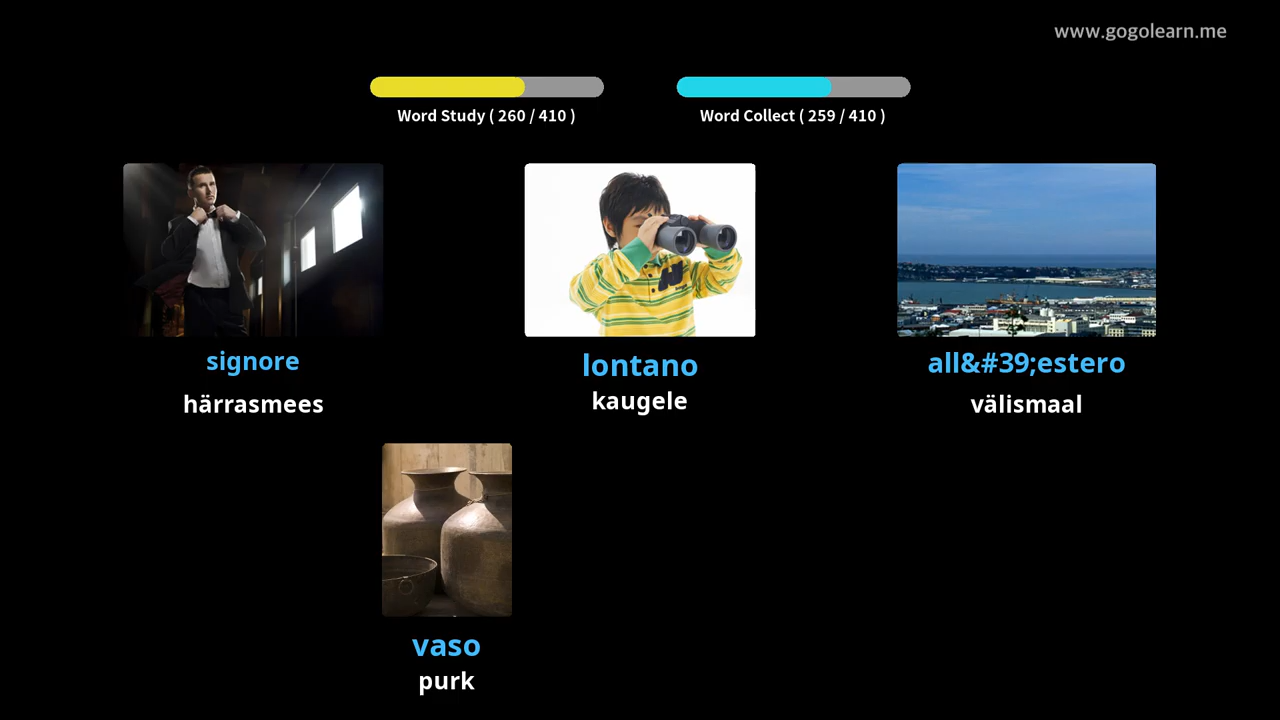 www.gogolearn.me
Word Study ( 260 / 410 )
Word Collect ( 259 / 410 )
signore
härrasmees
lontano
kaugele
all&#39;estero
välismaal
vaso
purk